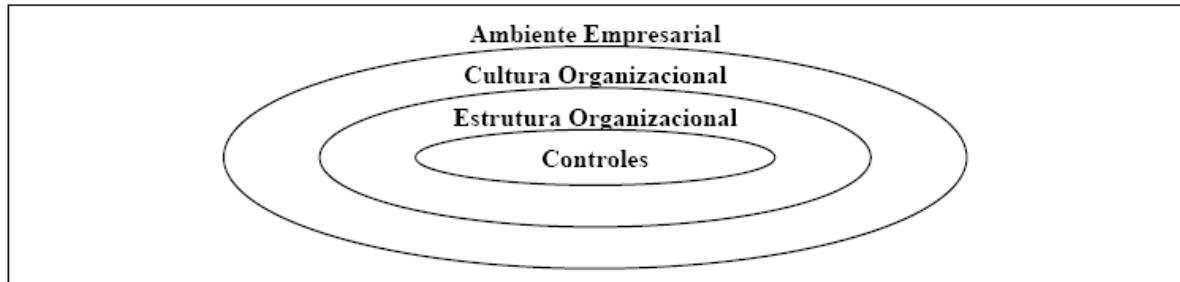 Ambiente Empresarial
Cultura Organizacional
Estrutura Organizacional
Controles